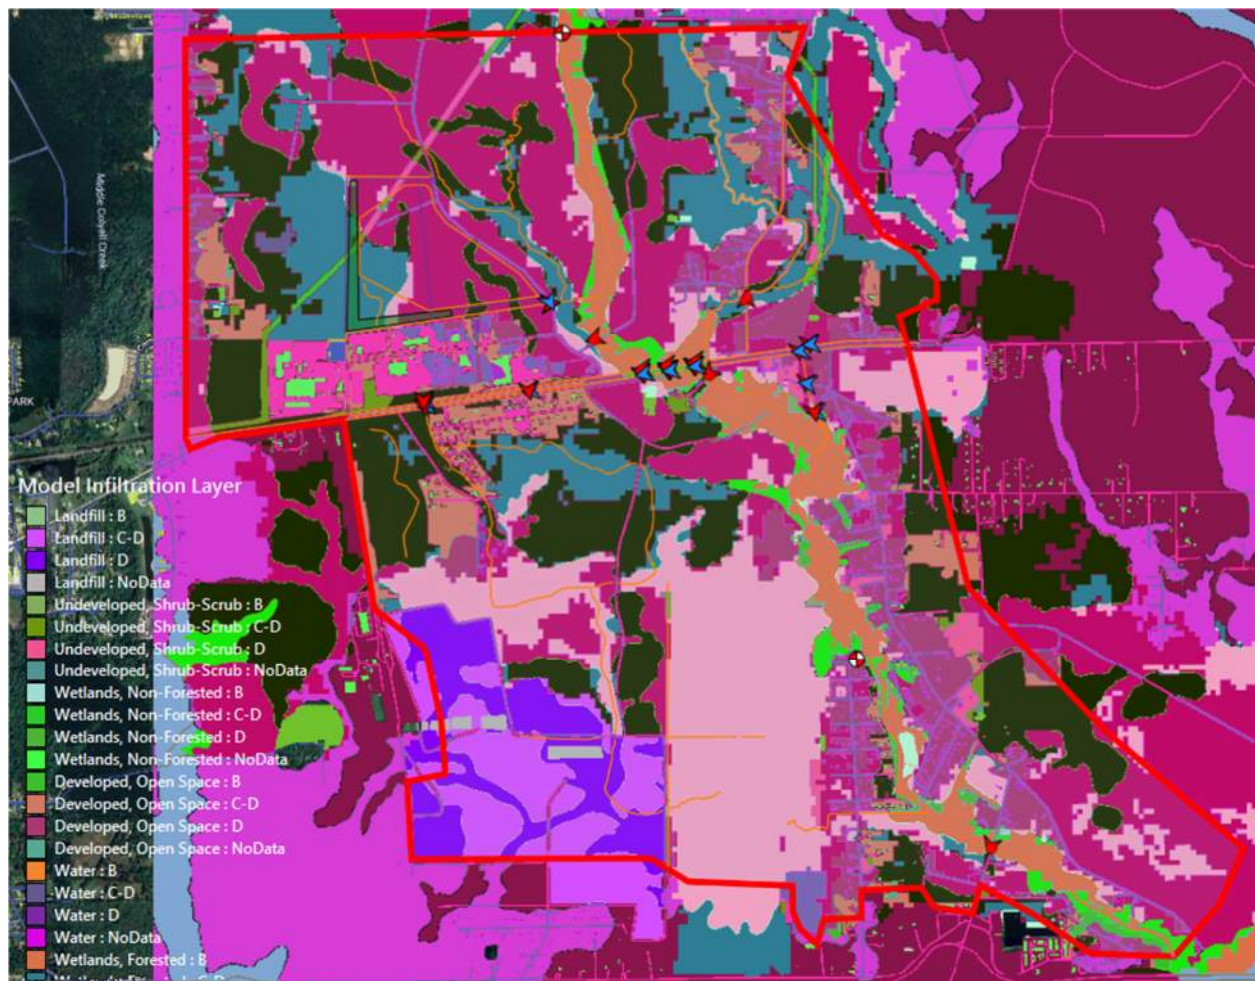 Middle Colyell Creek
PARK
Model Infiltration Layer
Landfill : B
Landfill : C-D
Landfill : D
Landfill : NoData
Undeveloped, Shrub-Scrub : B
Undeveloped, Shrub-Scrub : C-D
Undeveloped, Shrub-Scrub : D
Undeveloped, Shrub-Scrub : NoData
Wetlands, Non-Forested : B
Wetlands, Non-Forested : C-D
Wetlands, Non-Forested : D
Wetlands, Non-Forested : NoData
Developed, Open Space : B
Developed, Open Space : C-D
Developed, Open Space : D
Developed, Open Space : NoData
Water : B
Water : C-D
Water : D
Water : NoData
Wetlands, Forested : B